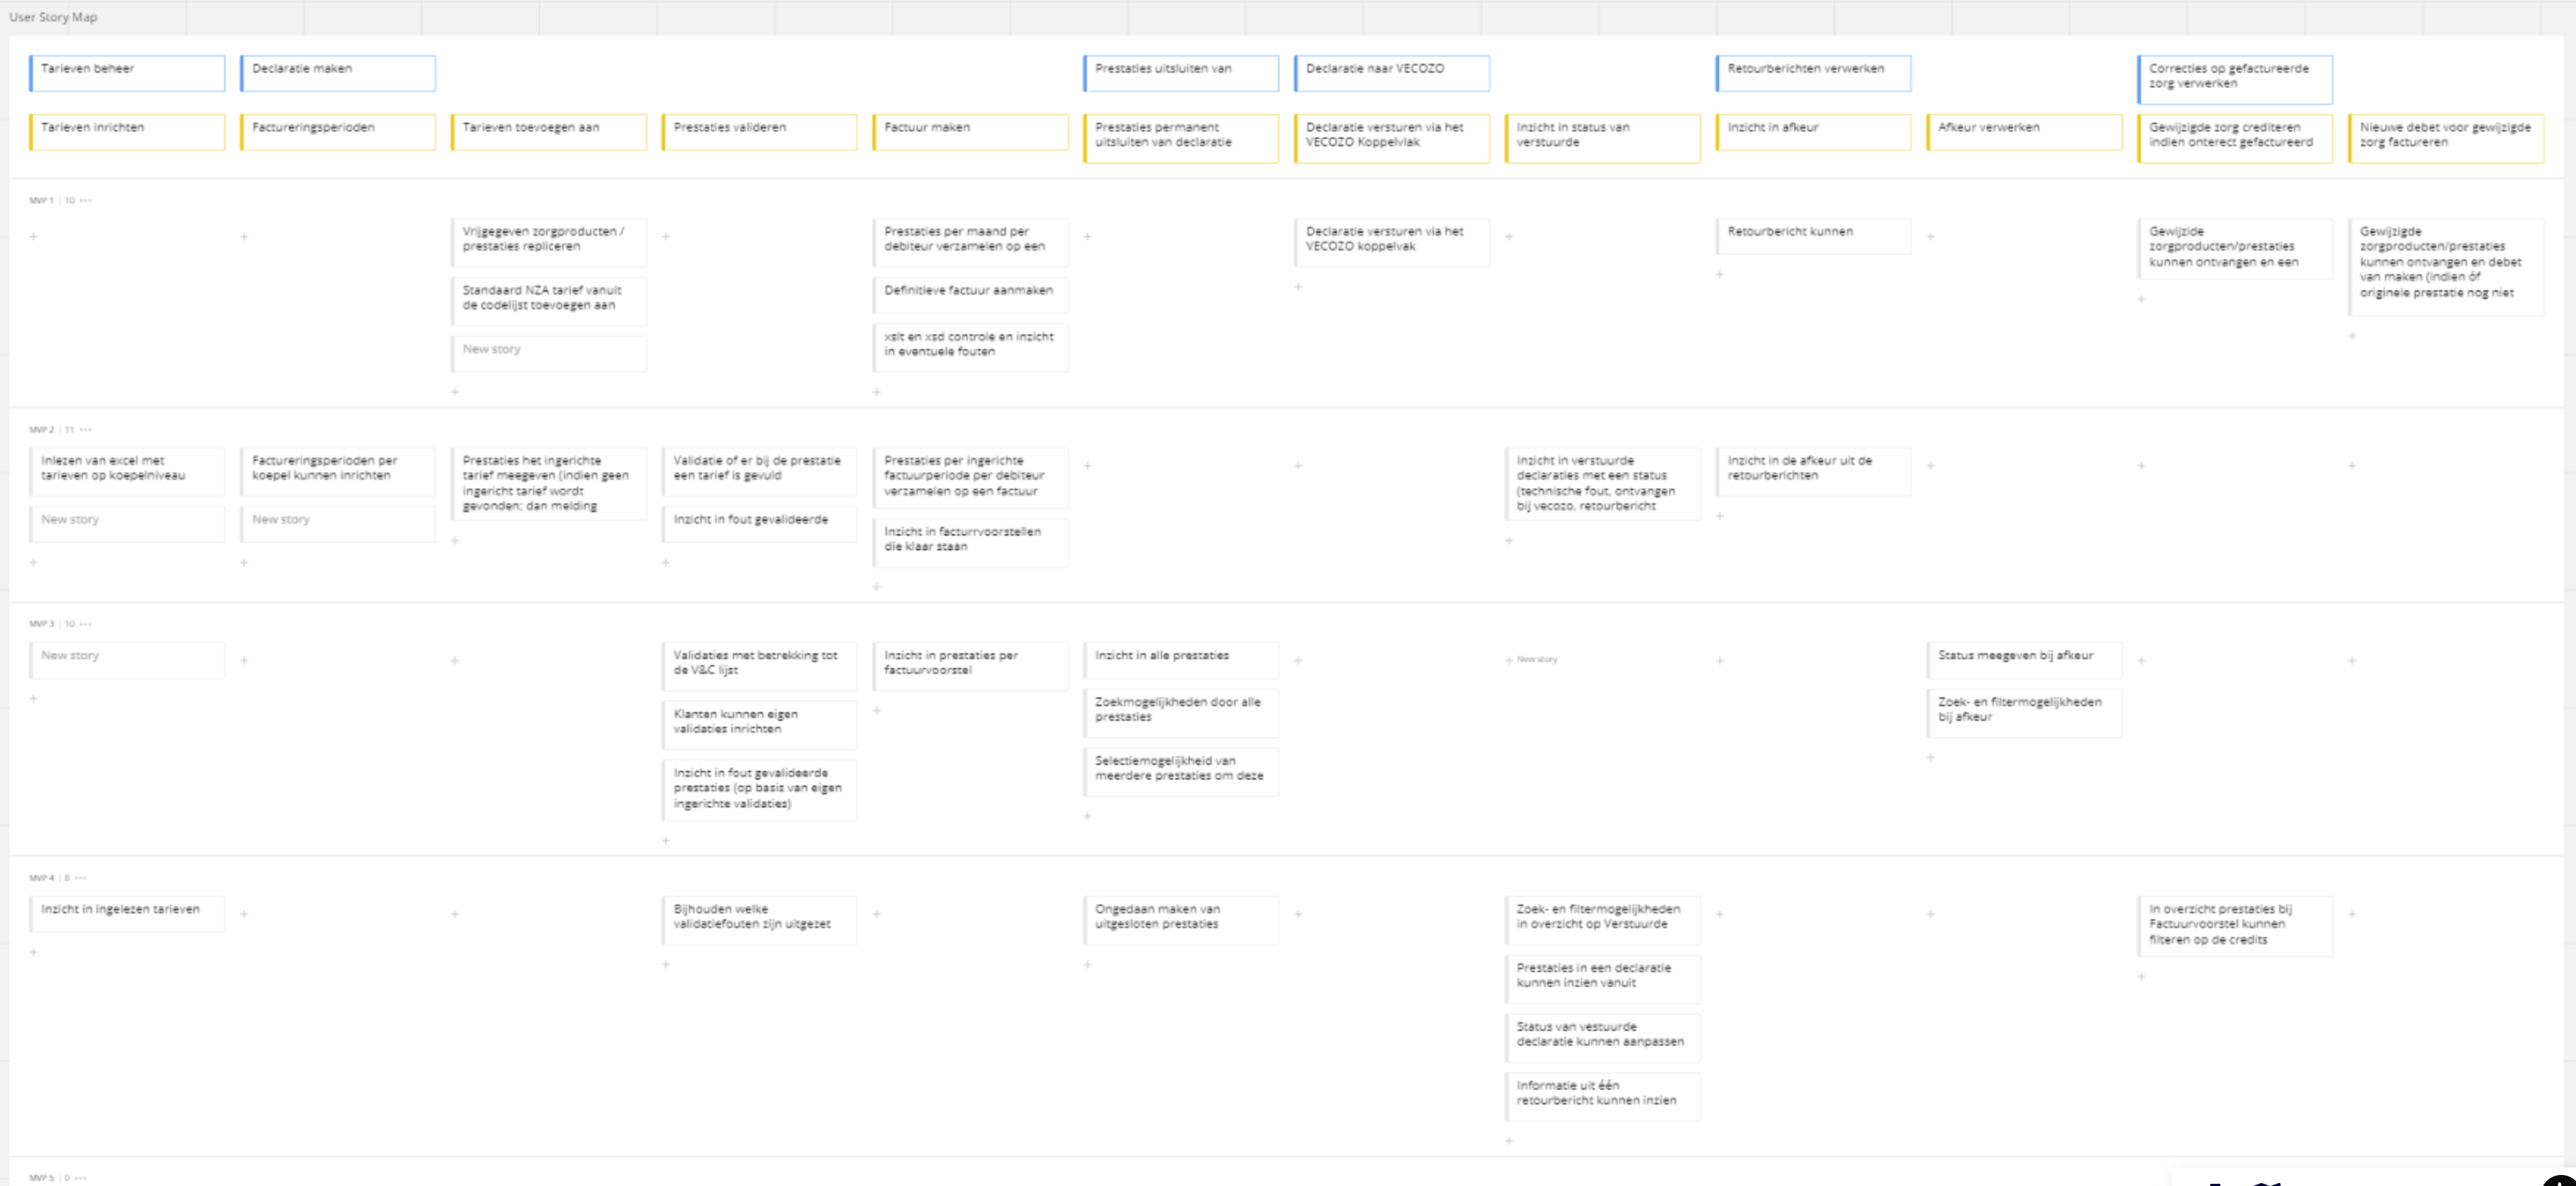 User Story Map
Tarieven beheer
Declaratie maken
Prestaties uitsluiten van
Declaratie naar VECOZO
Retourberichten verwerken
Correcties op gefactureerde
zorg verwerken
Tarieven inrichten
Factureringsperioden
Tarieven toevoegen aan
Prestaties valideren
Factuur maken
Prestaties permanent
uitsluiten van declaratie
Declaratie versturen via het
VECOZO Koppelvlak
Inzicht in status van
verstuurde
Inzicht in afkeur
Afkeur verwerken
Gewijzigde zorg crediteren
indien onterect gefactureerd
Nieuwe debet voor gewijzigde
zorg factureren
MVP 1 | 10 ···
Vrijgegeven zorgproducten /
prestaties repliceren
Standaard NZA tarief vanuit
de codelijst toevoegen aan
New story
Prestaties per maand per
debiteur verzamelen op een
Definitieve factuur aanmaken
xslt en xsd controle en inzicht
in eventuele fouten
Declaratie versturen via het
VECOZO koppelvak
Retourbericht kunnen
Gewijzide
zorgproducten/prestaties
kunnen ontvangen en een
Gewijzigde
zorgproducten/prestaties
kunnen ontvangen en debet
van maken (indien óf
originele prestatie nog niet
MVP 2 | 11 ···
Inlezen van excel met
tarieven op koepelniveau
New story
Factureringsperioden per
koepel kunnen inrichten
New story
Prestaties het ingerichte
tarief meegeven (indien geen
ingericht tarief wordt
gevonden; dan melding
Validatie of er bij de prestatie
een tarief is gevuld
Inzicht in fout gevalideerde
Prestaties per ingerichte
factuurperiode per debiteur
verzamelen op een factuur
Inzicht in facturrvoorstellen
die klaar staan
Inzicht in verstuurde
declaraties met een status
(technische fout, ontvangen
bij vecozo, retourbericht
Inzicht in de afkeur uit de
retourberichten
MVP 3 | 10 ···
New story
Validaties met betrekking tot
de V&C lijst
Klanten kunnen eigen
validaties inrichten
Inzicht in fout gevalideerde
prestaties (op basis van eigen
ingerichte validaties)
Inzicht in prestaties per
factuurvoorstel
Inzicht in alle prestaties
Zoekmogelijkheden door alle
prestaties
Selectiemogelijkheid van
meerdere prestaties om deze
+ New story
Status meegeven bij afkeur
Zoek- en filtermogelijkheden
bij afkeur
MVP 4 | 8 ···
Inzicht in ingelezen tarieven
Bijhouden welke
validatiefouten zijn uitgezet
Ongedaan maken van
uitgesloten prestaties
Zoek- en filtermogelijkheden
in overzicht op Verstuurde
Prestaties in een declaratie
kunnen inzien vanuit
Status van vestuurde
declaratie kunnen aanpassen
Informatie uit één
retourbericht kunnen inzien
In overzicht prestaties bij
Factuurvoorstel kunnen
filteren op de credits
MVP 5 | 0 ···